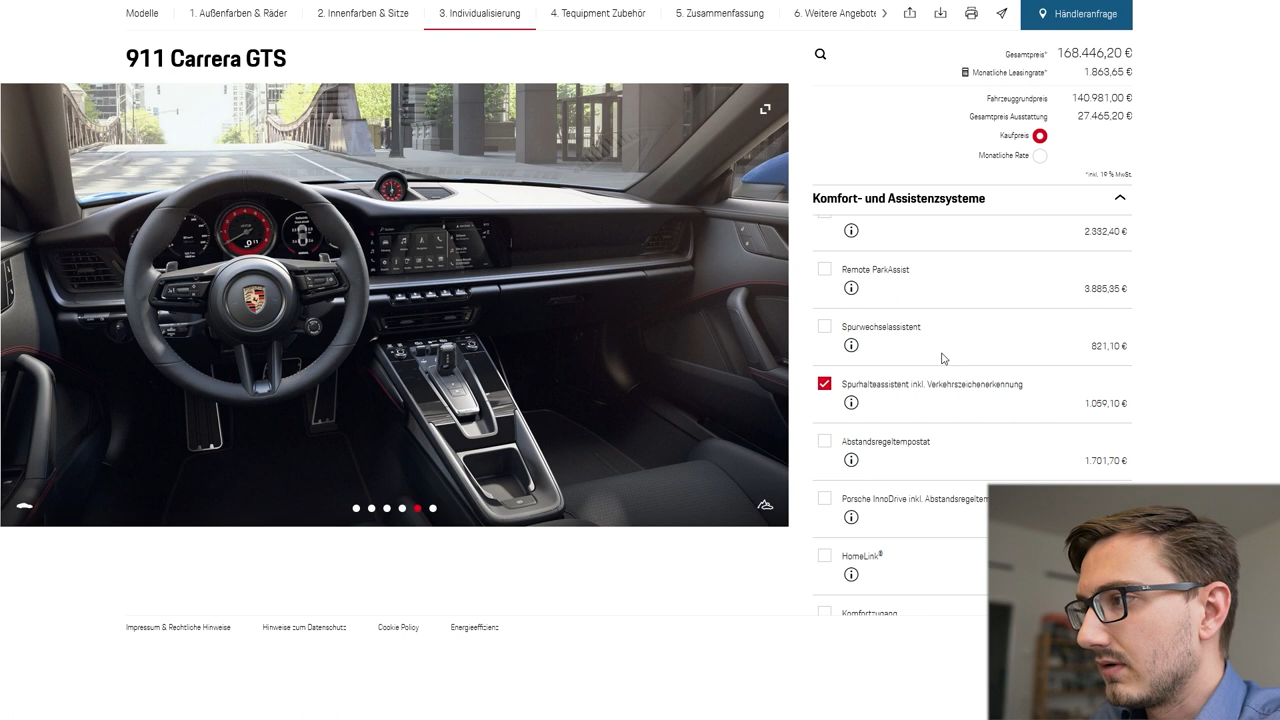 Modelle
1. Außenfarben & Räder
2. Innenfarben & Sitze
3. Individualisierung
4. Tequipment Zubehör
5. Zusammenfassung
6. Weitere Angebote
Händleranfrage
911 Carrera GTS
Gesamtpreis* 168.446,20 €
Monatliche Leasingrate* 1.863,65 €
Fahrzeuggrundpreis 140.981,00 €
Gesamtpreis Ausstattung 27.465,20 €
Kaufpreis
Monatliche Rate
*inkl. 19 % MwSt.
Komfort- und Assistenzsysteme
2.332,40 €
Remote ParkAssist
3.885,35 €
Spurwechselassistent
821,10 €
Spurhalteassistent inkl. Verkehrszeichenerkennung
1.059,10 €
Abstandsregeltempostat
1.701,70 €
Porsche InnoDrive inkl. Abstandsregeltem
HomeLink®
Komfortzugang
Impressum & Rechtliche Hinweise
Hinweise zum Datenschutz
Cookie Policy
Energieeffizienz